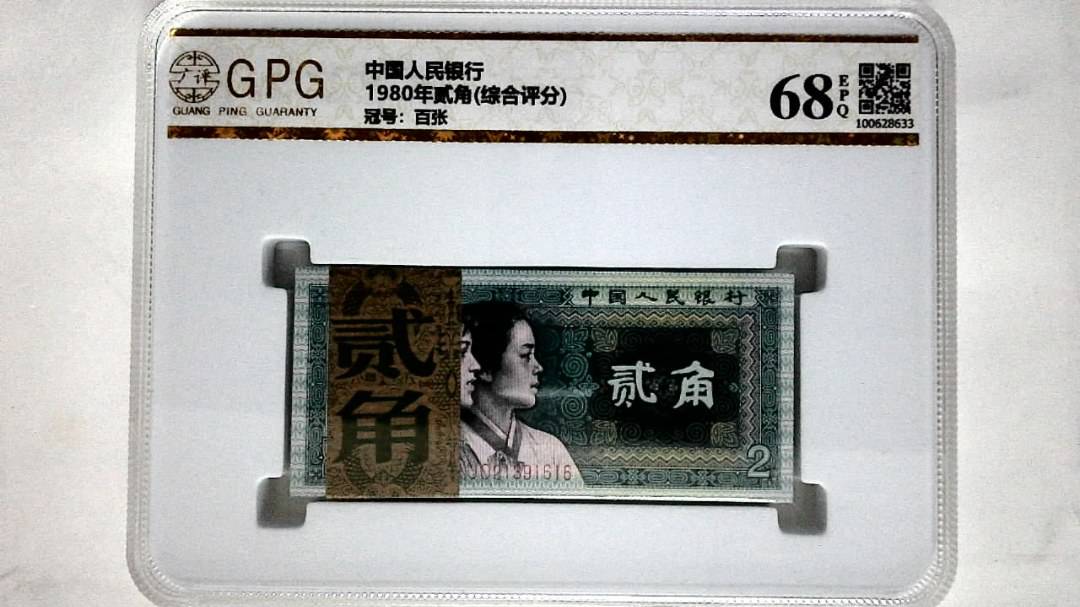 广评
GPG
GUANG PING GUARANTY
中国人民银行
1980年贰角(综合评分)
冠号：百张
68
EPQ
100628633
贰角
中国人民银行
贰角
2